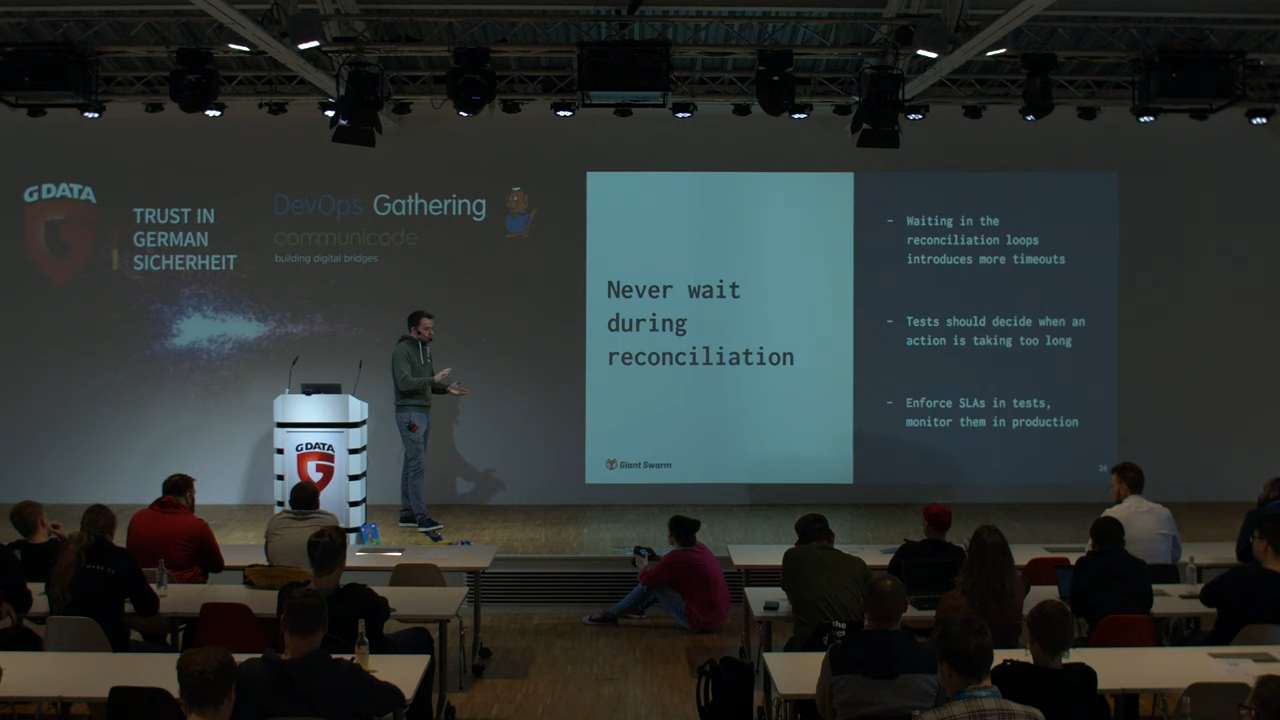 G DATA
TRUST IN
GERMAN
SICHERHEIT
DevOps Gathering
communicode
building digital bridges
Never wait
during
reconciliation
Giant Swarm
- Waiting in the
reconciliation loops
introduces more timeouts
- Tests should decide when an
action is taking too long
- Enforce SLAs in tests,
monitor them in production
26
G DATA
the